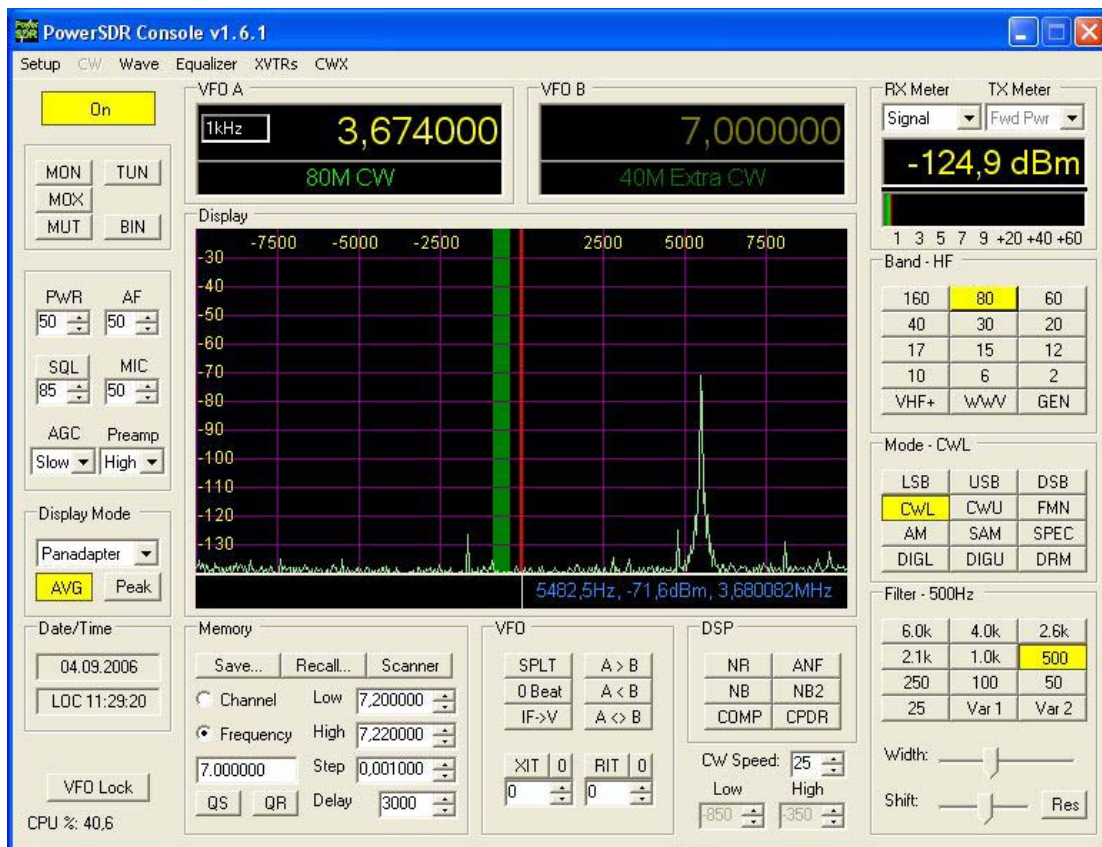 PowerSDR Console v1.6.1
Setup CW Wave Equalizer XVTRs CWX
On
MON TUN
MOX
MUT BIN
PWR AF
50 50
SQL MIC
85 50
AGC Preamp
Slow High
Display Mode
Panadapter
AVG Peak
Date/Time
04.09.2006
LOC 11:29:20
VFO Lock
CPU %: 40,6
VFO A
1kHz 3,674000
80M CW
VFO B
7,000000
40M Extra CW
Display
-7500 -5000 -2500 2500 5000 7500
-30
-40
-50
-60
-70
-80
-90
-100
-110
-120
-130
5482,5Hz, -71,6dBm, 3,680082MHz
Memory
Save... Recall... Scanner
Channel Low 7,200000
Frequency High 7,220000
7.000000 Step 0,001000
QS QR Delay 3000
VFO
SPLT A > B
0 Beat A < B
IF->V A <> B
XIT 0 RIT 0
0 0
DSP
NR ANF
NB NB2
COMP CPDR
CW Speed: 25
Low High
-850 -350
RX Meter TX Meter
Signal Fwd Pwr
-124,9 dBm
1 3 5 7 9 +20 +40 +60
Band - HF
160 80 60
40 30 20
17 15 12
10 6 2
VHF+ WWV GEN
Mode - CWL
LSB USB DSB
CWL CWU FMN
AM SAM SPEC
DIGL DIGU DRM
Filter - 500Hz
6.0k 4.0k 2.6k
2.1k 1.0k 500
250 100 50
25 Var 1 Var 2
Width:
Shift: Res